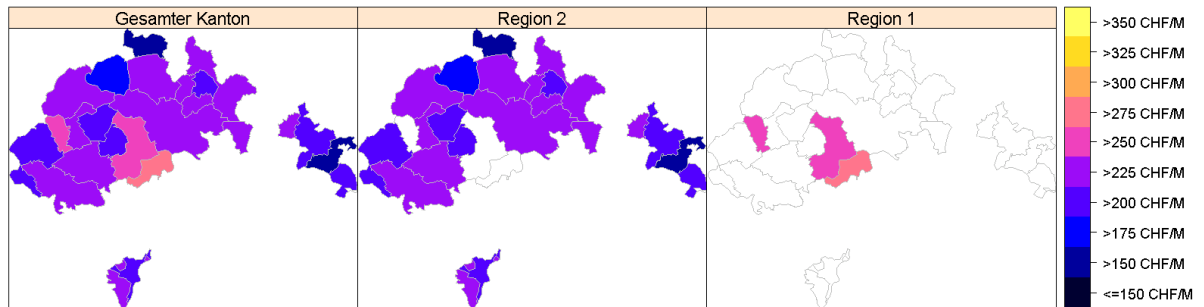 Gesamter Kanton
Region 2
Region 1
>350 CHF/M
>325 CHF/M
>300 CHF/M
>275 CHF/M
>250 CHF/M
>225 CHF/M
>200 CHF/M
>175 CHF/M
>150 CHF/M
<=150 CHF/M